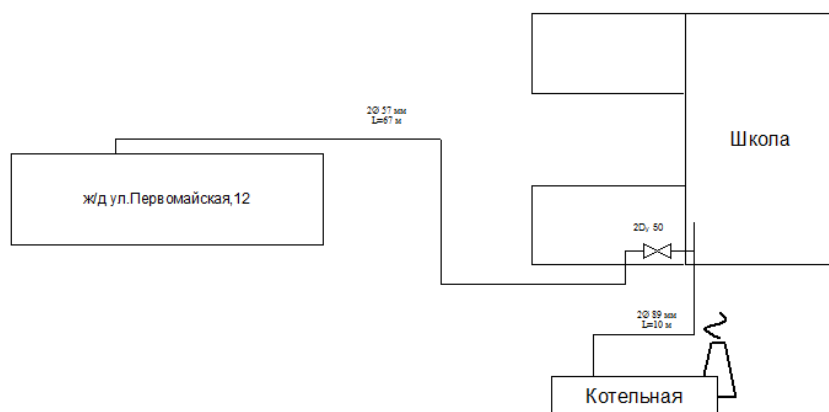 2Ø 57 мм
L=67 м
Школа
ж/д ул.Первомайская,12
2Dу 50
2Ø 89 мм
L=10 м
Котельная